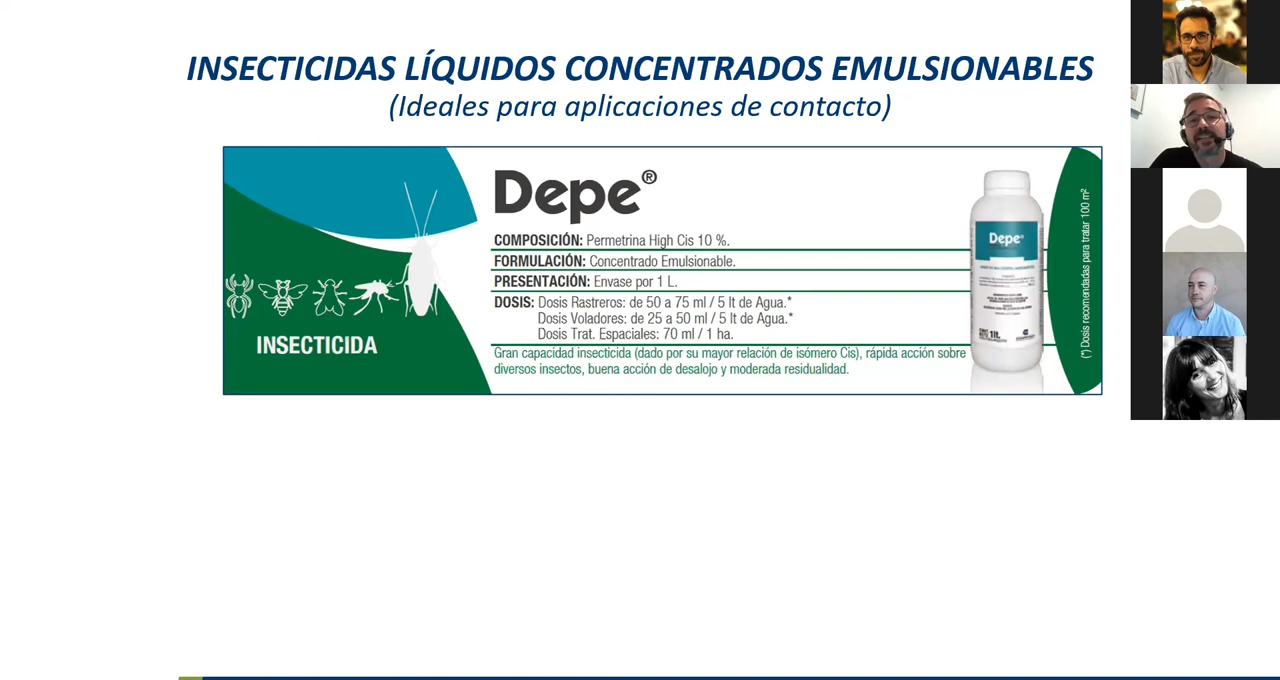 INSECTICIDAS LÍQUIDOS CONCENTRADOS EMULSIONABLES
(Ideales para aplicaciones de contacto)
Depe®
COMPOSICIÓN: Permetrina High Cis 10 %.
FORMULACIÓN: Concentrado Emulsionable.
PRESENTACIÓN: Envase por 1 L.
DOSIS: Dosis Rastreros: de 50 a 75 ml / 5 lt de Agua.*
Dosis Voladores: de 25 a 50 ml / 5 lt de Agua.*
Dosis Trat. Espaciales: 70 ml / 1 ha.
Gran capacidad insecticida (dado por su mayor relación de isómero Cis), rápida acción sobre
diversos insectos, buena acción de desalojo y moderada residualidad.
INSECTICIDA
Depe®
1lt.
(*) Dosis recomendadas para tratar 100 m²